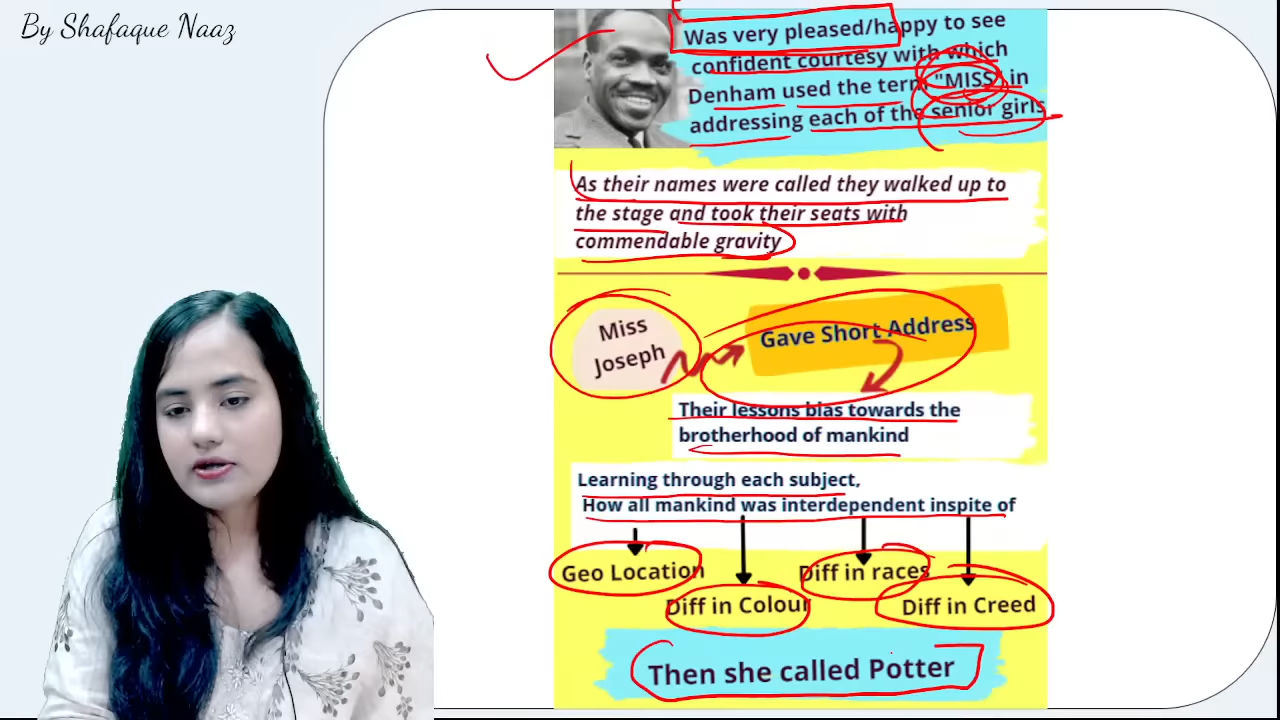 By Shafaque Naaz
Was very pleased/happy to see
confident courtesy with which
Denham used the term "MISS" in
addressing each of the senior girls
As their names were called they walked up to
the stage and took their seats with
commendable gravity
Miss
Joseph
Gave Short Address
Their lessons bias towards the
brotherhood of mankind
Learning through each subject,
How all mankind was interdependent inspite of
Geo Location
Diff in races
Diff in Colour
Diff in Creed
Then she called Potter